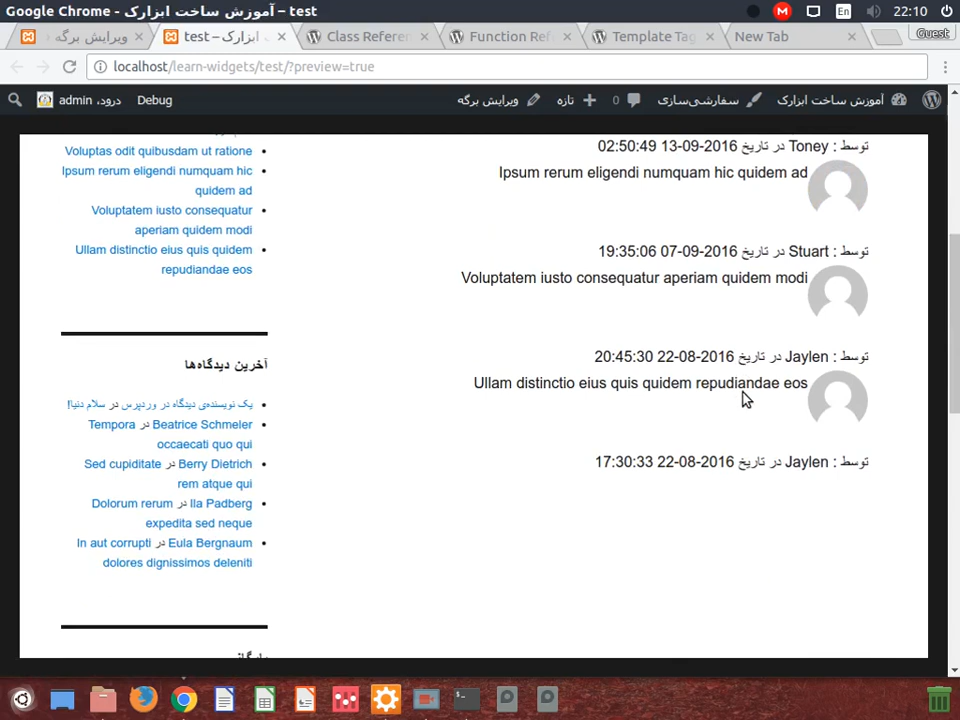 Google Chrome - آموزش ساخت ابزارک – test
22:10
En
ویرایش برگه
test – آموزش ساخت ابزارک
Class Referen
Function Ref
Template Tag
New Tab
Guest
localhost/learn-widgets/test/?preview=true
آموزش ساخت ابزارک
سفارشی‌سازی
0
تازه
ویرایش برگه
Debug
درود، admin
توسط : Toney در تاریخ 2016-09-13 02:50:49
Ipsum rerum eligendi numquam hic quidem ad
توسط : Stuart در تاریخ 2016-09-07 19:35:06
Voluptatem iusto consequatur aperiam quidem modi
توسط : Jaylen در تاریخ 2016-08-22 20:45:30
Ullam distinctio eius quis quidem repudiandae eos
توسط : Jaylen در تاریخ 2016-08-22 17:30:33
Voluptas odit quibusdam ut ratione
Ipsum rerum eligendi numquam hic
quidem ad
Voluptatem iusto consequatur
aperiam quidem modi
Ullam distinctio eius quis quidem
repudiandae eos
آخرین دیدگاه‌ها
یک نویسنده‌ی دیدگاه در وردپرس در سلام دنیا!
Beatrice Schmeler در Tempora
occaecati quo qui
Berry Dietrich در Sed cupiditate
rem atque qui
Ila Padberg در Dolorum rerum
expedita sed neque
Eula Bergnaum در In aut corrupti
dolores dignissimos deleniti